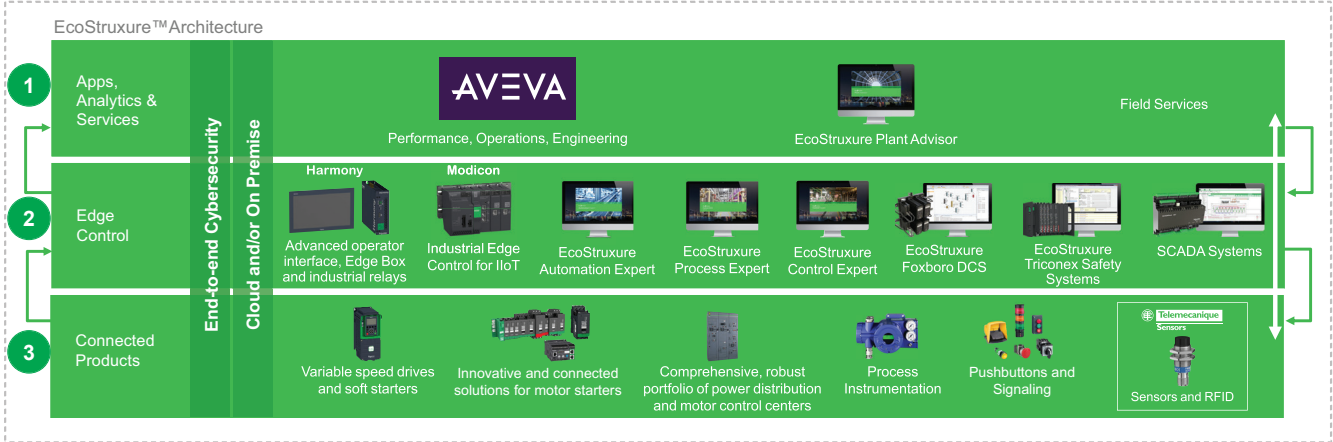 EcoStruxure™Architecture
1
Apps,
Analytics &
Services
End-to-end Cybersecurity
Cloud and/or On Premise
AVEVA
Performance, Operations, Engineering
EcoStruxure Plant Advisor
Field Services
2
Edge
Control
Harmony
Advanced operator
interface, Edge Box
and industrial relays
Modicon
Industrial Edge
Control for IIoT
EcoStruxure
Automation Expert
EcoStruxure
Process Expert
EcoStruxure
Control Expert
EcoStruxure
Foxboro DCS
EcoStruxure
Triconex Safety
Systems
SCADA Systems
3
Connected
Products
Variable speed drives
and soft starters
Innovative and connected
solutions for motor starters
Comprehensive, robust
portfolio of power distribution
and motor control centers
Process
Instrumentation
Pushbuttons and
Signaling
Telemecanique
Sensors
Sensors and RFID